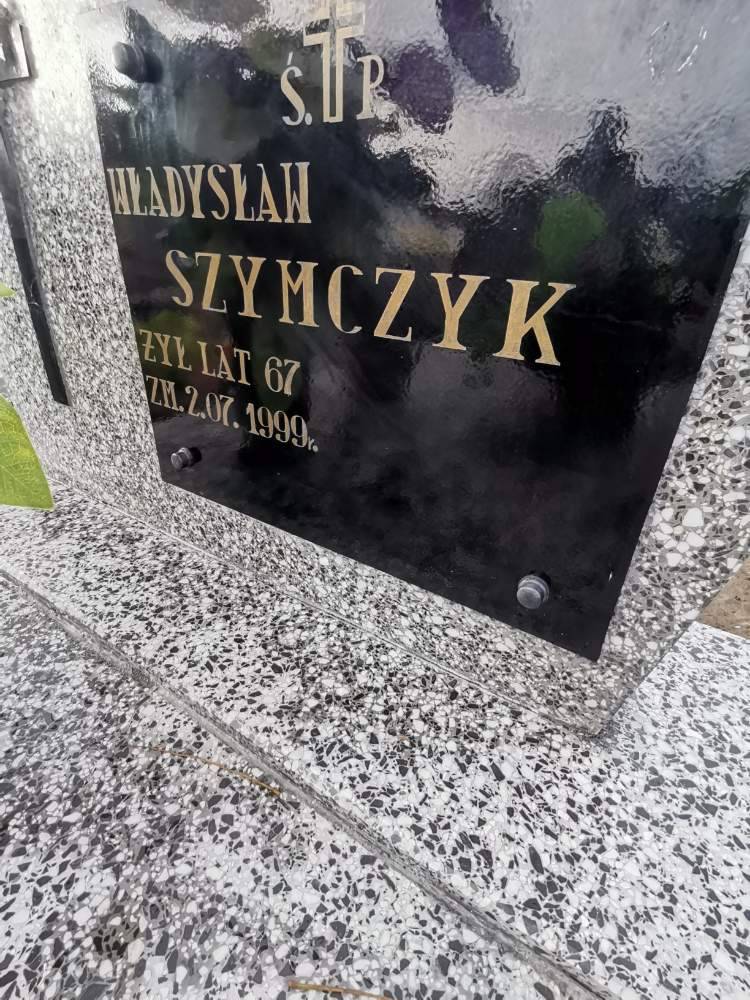 Ś. P.
WŁADYSŁAW
SZYMCZYK
ŻYŁ LAT 67
ZM. 2.07. 1999r.